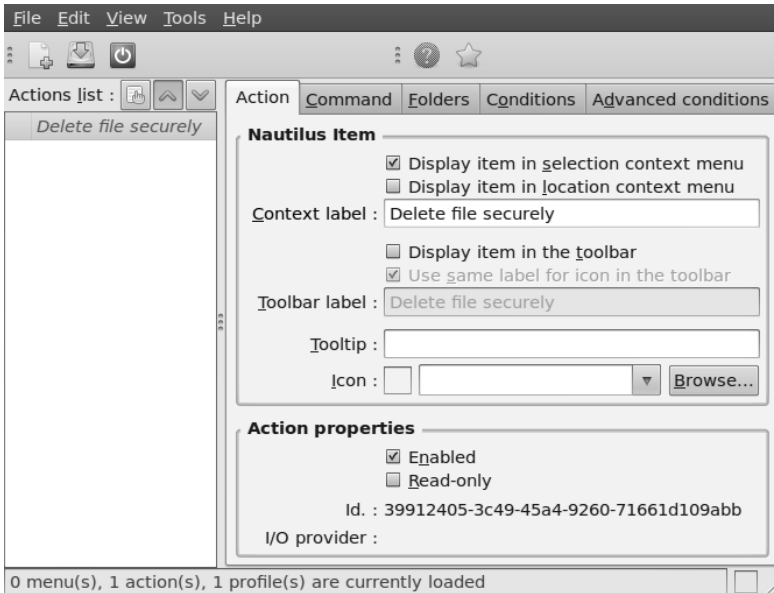 File Edit View Tools Help
Actions list :
Delete file securely
Action Command Folders Conditions Advanced conditions
Nautilus Item
Display item in selection context menu
Display item in location context menu
Context label : Delete file securely
Display item in the toolbar
Use same label for icon in the toolbar
Toolbar label : Delete file securely
Tooltip :
Icon : Browse...
Action properties
Enabled
Read-only
Id. : 39912405-3c49-45a4-9260-71661d109abb
I/O provider :
0 menu(s), 1 action(s), 1 profile(s) are currently loaded